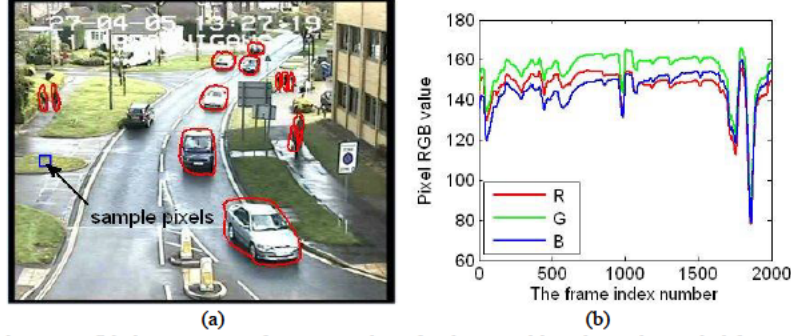 27-04-05 13:27:19
sample pixels
(a)
Pixel RGB value
180
160
140
120
100
80
60
R
G
B
0
500
1000
1500
2000
The frame index number
(b)